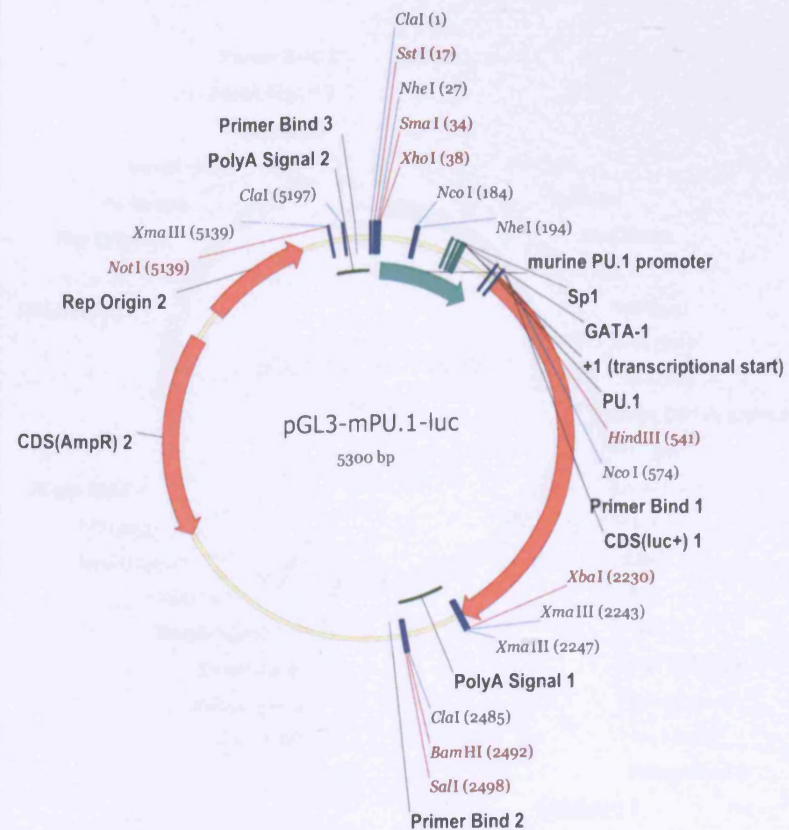 ClaI (1)
SstI (17)
NheI (27)
SmaI (34)
XhoI (38)
Primer Bind 3
PolyA Signal 2
ClaI (5197)
NcoI (184)
XmaIII (5139)
NheI (194)
NotI (5139)
murine PU.1 promoter
Rep Origin 2
Sp1
GATA-1
+1 (transcriptional start)
PU.1
CDS(AmpR) 2
pGL3-mPU.1-luc
5300 bp
HindIII (541)
NcoI (574)
Primer Bind 1
CDS(luc+) 1
XbaI (2230)
XmaIII (2243)
XmaIII (2247)
PolyA Signal 1
ClaI (2485)
BamHI (2492)
SalI (2498)
Primer Bind 2